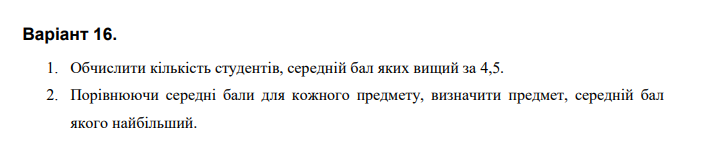 Варіант 16.
1. Обчислити кількість студентів, середній бал яких вищий за 4,5.
2. Порівнюючи середні бали для кожного предмету, визначити предмет, середній бал
якого найбільший.